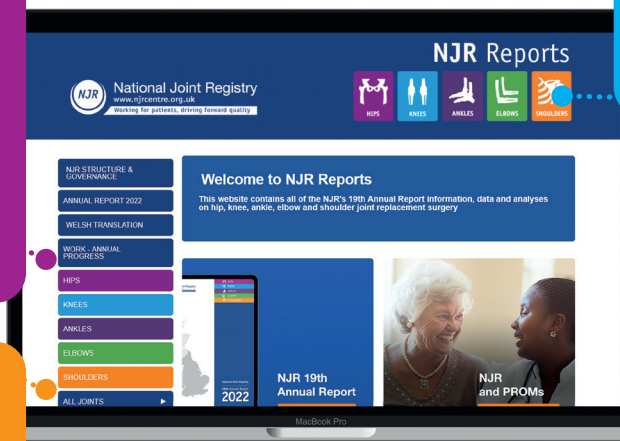 NJR Reports
NJR
National Joint Registry
www.njrcentre.org.uk
Working for patients, driving forward quality
HIPS
KNEES
ANKLES
ELBOWS
SHOULDERS
NJR STRUCTURE &
GOVERNANCE
ANNUAL REPORT 2022
WELSH TRANSLATION
WORK - ANNUAL
PROGRESS
HIPS
KNEES
ANKLES
ELBOWS
SHOULDERS
ALL JOINTS
Welcome to NJR Reports
This website contains all of the NJR's 19th Annual Report information, data and analyses
on hip, knee, ankle, elbow and shoulder joint replacement surgery
2022
NJR 19th
Annual Report
NJR
and PROMs
MacBook Pro